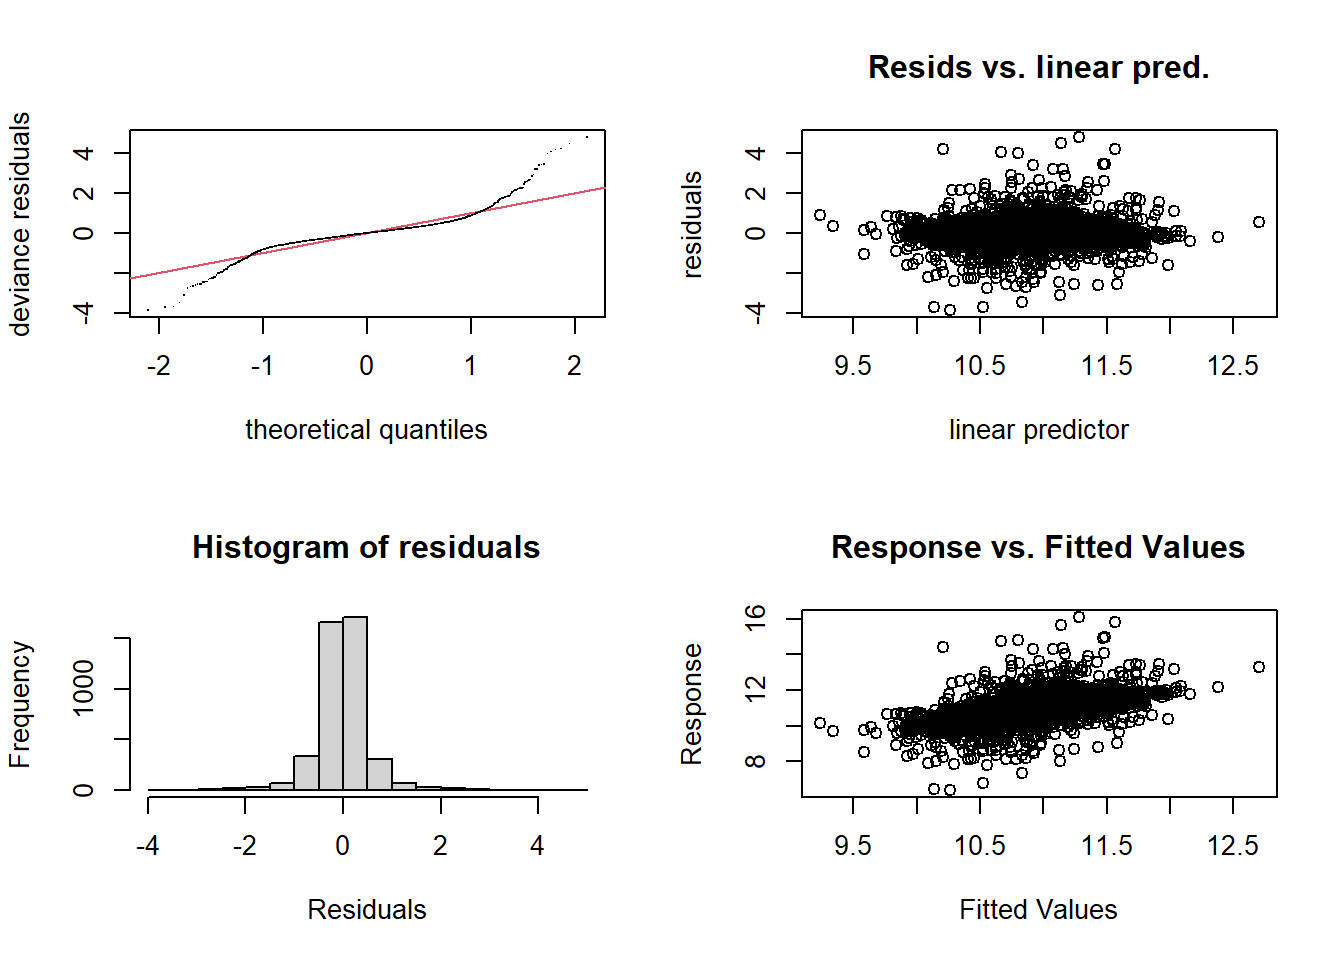 deviance residuals
4
2
0
-4
-2
-1
0
1
2
theoretical quantiles
Resids vs. linear pred.
residuals
4
2
0
-4
9.5
10.5
11.5
12.5
linear predictor
Histogram of residuals
Frequency
1000
0
-4
-2
0
2
4
Residuals
Response vs. Fitted Values
Response
16
12
8
9.5
10.5
11.5
12.5
Fitted Values